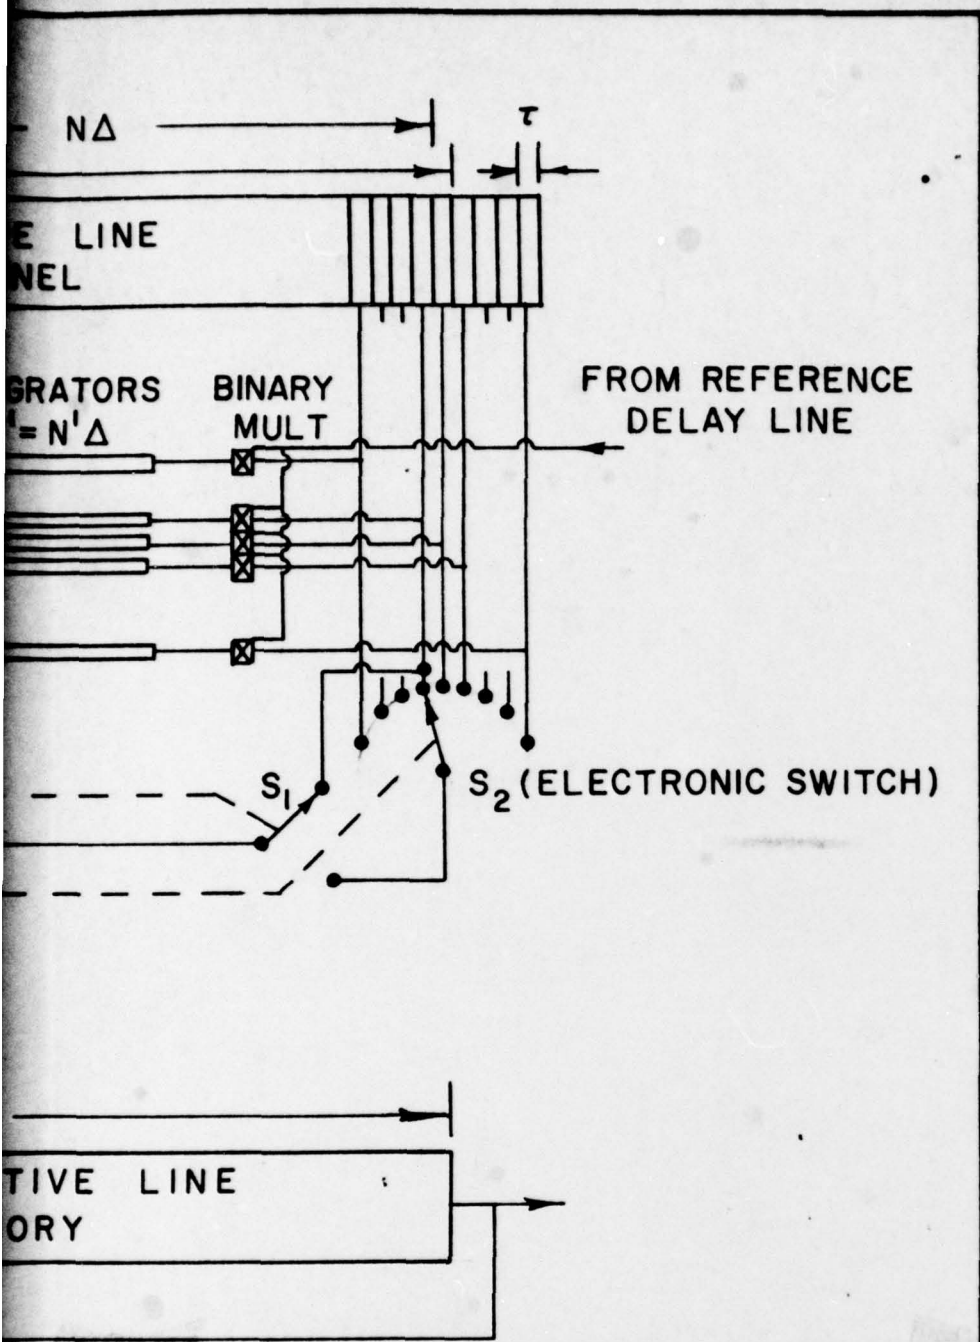 NΔ
τ
E LINE
NEL
GRATORS
'= N'Δ
BINARY
MULT
FROM REFERENCE
DELAY LINE
S₁
S₂ (ELECTRONIC SWITCH)
TIVE LINE
ORY